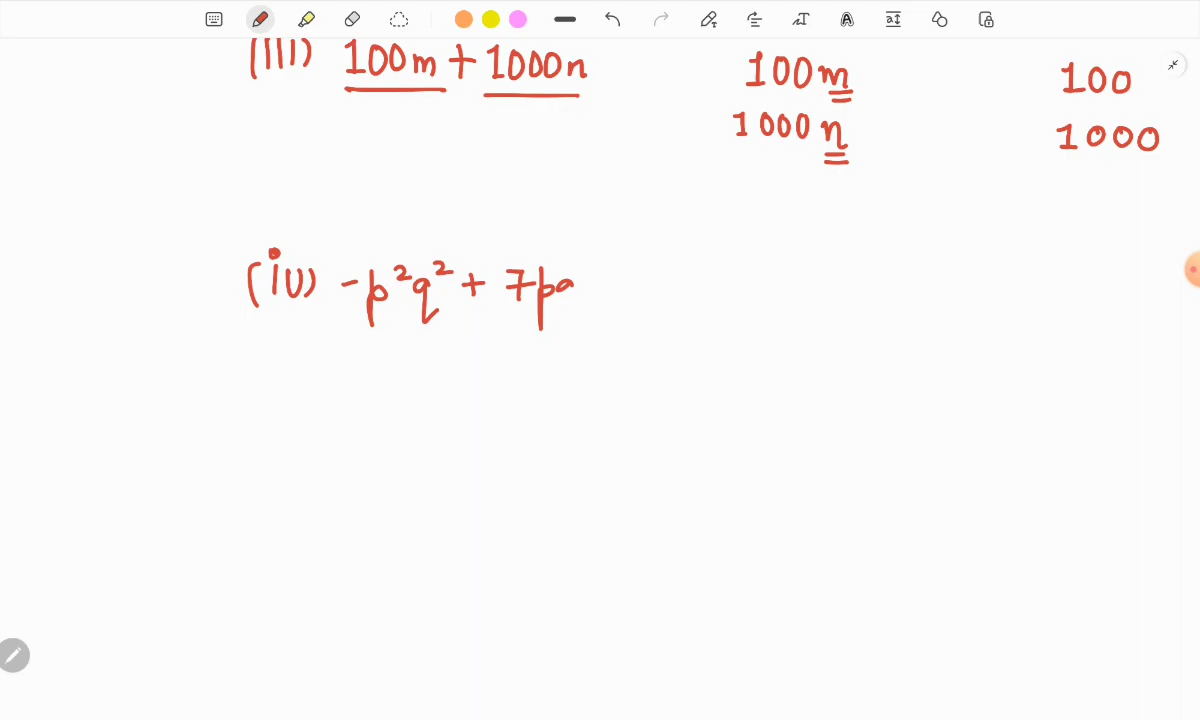 (III) 100m + 1000n
100m 100
1000n 1000
(iv) -p²q² + 7pa